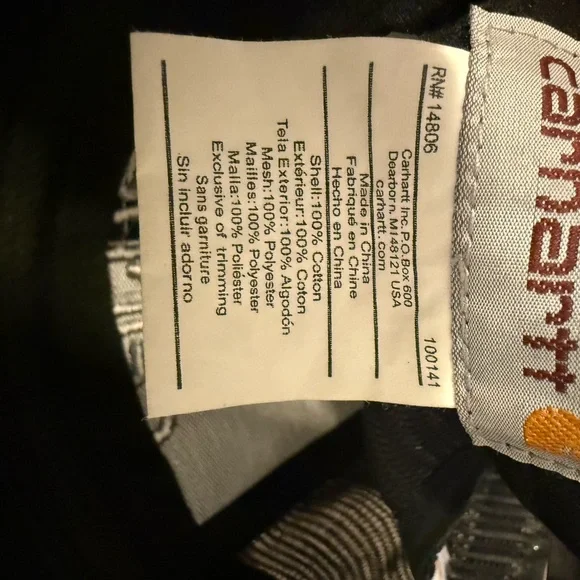 carhartt
RN# 14806 100141
Carhartt Inc.P.O.Box 600
Dearborn, MI 48121 USA
carhartt.com
Made in China
Fabriqué en Chine
Hecho en China
Shell:100% Cotton
Extérieur:100% Coton
Tela Exterior:100% Algodón
Mesh:100% Polyester
Mailles:100% Polyester
Malla:100% Poliéster
Exclusive of trimming
Sans garniture
Sin incluir adorno